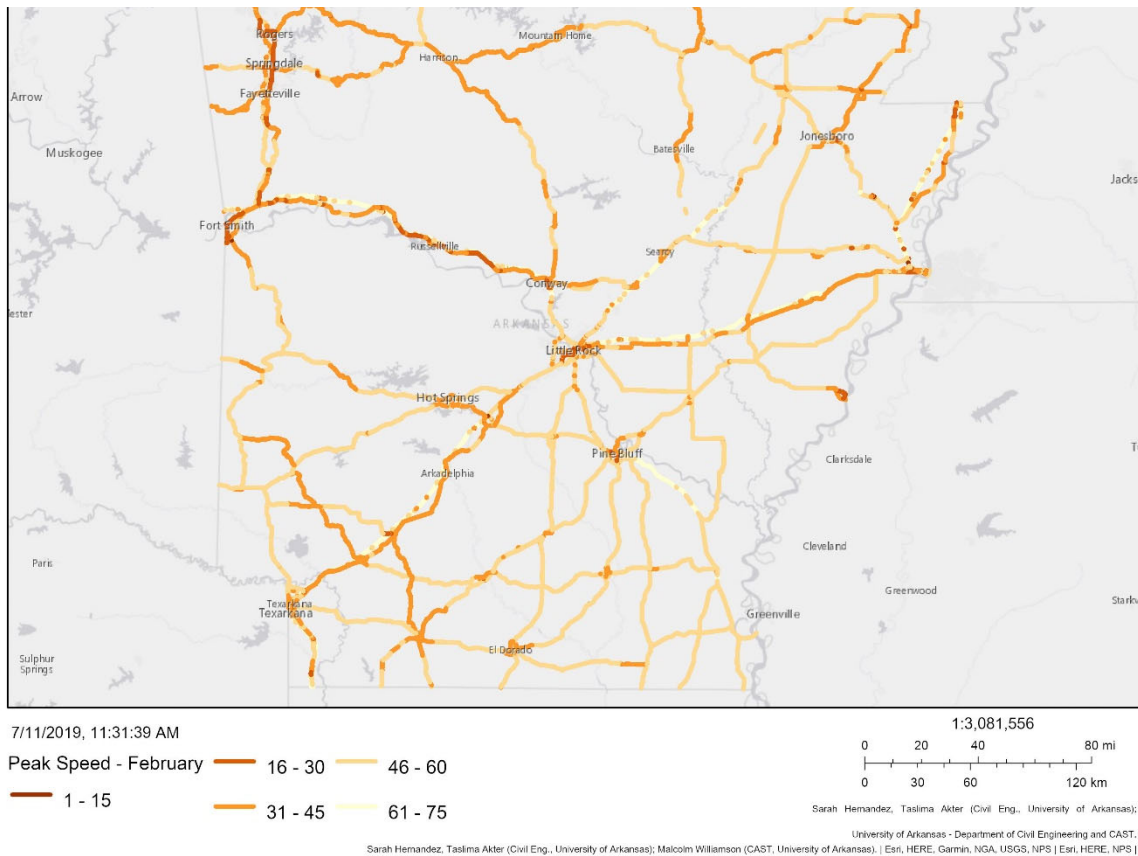 Rogers
Mountain Home
Harrison
Springdale
Arrow
Fayetteville
Jonesboro
Muskogee
Batesville
Jacks
Fort Smith
Russellville
Searcy
Conway
ester
ARKANSAS
Little Rock
Hot Springs
Pine Bluff
Clarksdale
Arkadelphia
Cleveland
Paris
Greenwood
Texarkana
Texarkana
Greenville
Starkv
El Dorado
Sulphur
Springs
7/11/2019, 11:31:39 AM
1:3,081,556
0 20 40 80 mi
0 30 60 120 km
Peak Speed - February
1 - 15
16 - 30
31 - 45
46 - 60
61 - 75
Sarah Hernandez, Taslima Akter (Civil Eng., University of Arkansas);
University of Arkansas - Department of Civil Engineering and CAST.
Sarah Hernandez, Taslima Akter (Civil Eng., University of Arkansas); Malcolm Williamson (CAST, University of Arkansas). | Esri, HERE, Garmin, NGA, USGS, NPS | Esri, HERE, NPS |